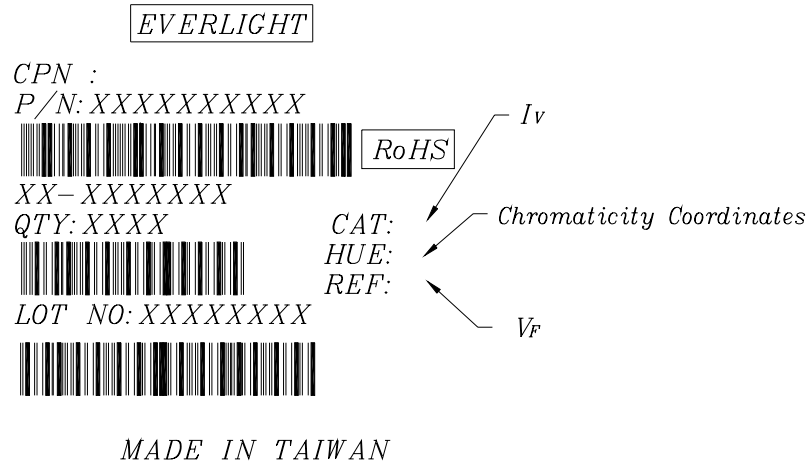 EVERLIGHT
CPN :
P/N: XXXXXXXXXX
RoHS
XX-XXXXXXX
QTY: XXXX
CAT:
HUE:
REF:
LOT NO: XXXXXXXX
MADE IN TAIWAN
Iv
Chromaticity Coordinates
VF